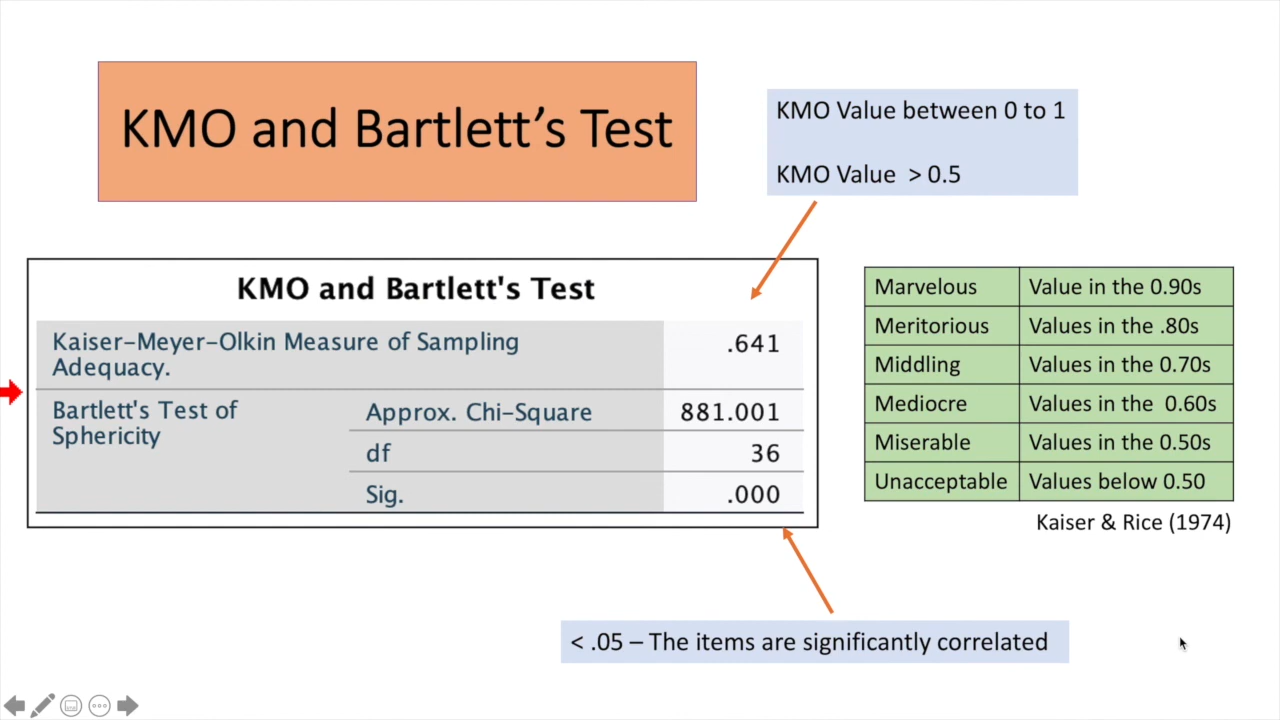 KMO and Bartlett’s Test
KMO Value between 0 to 1
KMO Value > 0.5
KMO and Bartlett's Test
Kaiser-Meyer-Olkin Measure of Sampling
Adequacy.
.641
Bartlett's Test of
Sphericity
Approx. Chi-Square 881.001
df 36
Sig. .000
Marvelous Value in the 0.90s
Meritorious Values in the .80s
Middling Values in the 0.70s
Mediocre Values in the 0.60s
Miserable Values in the 0.50s
Unacceptable Values below 0.50
Kaiser & Rice (1974)
< .05 – The items are significantly correlated